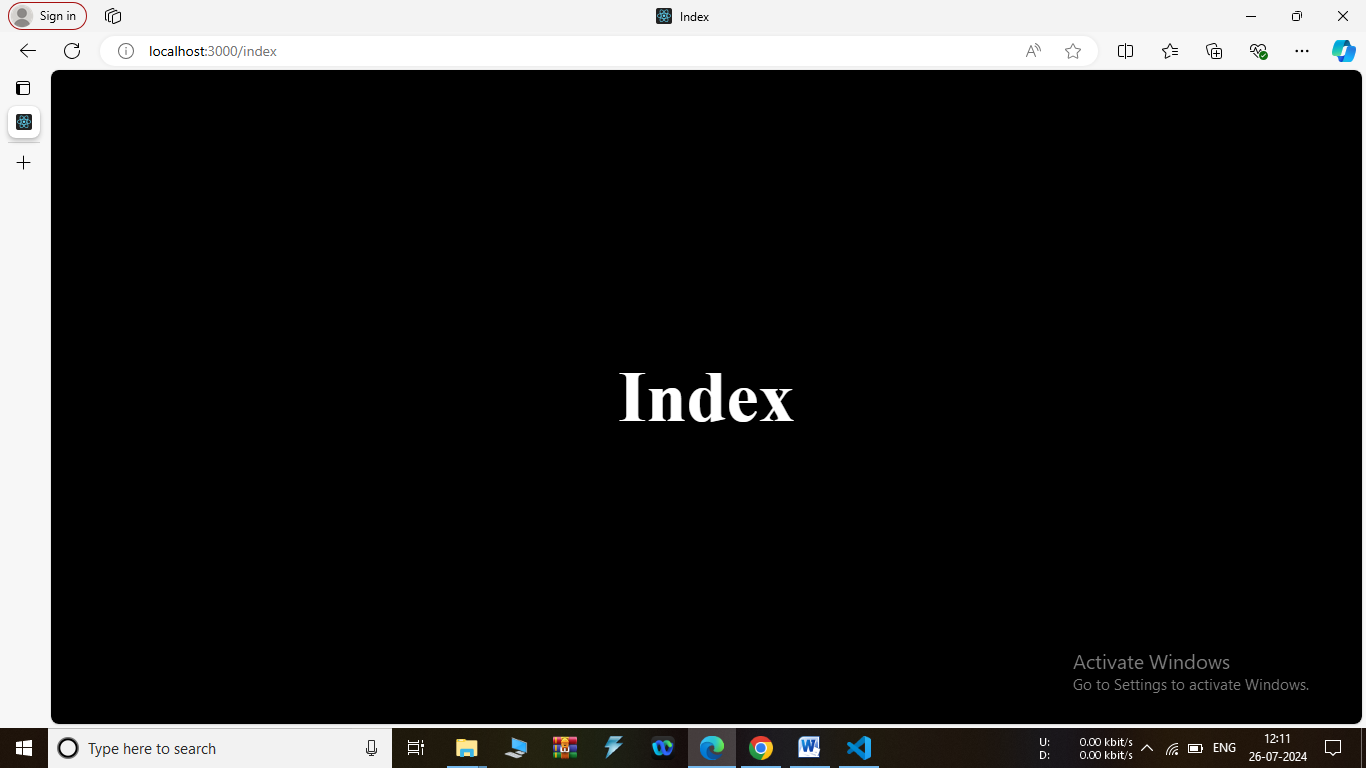 Sign in
Index
localhost:3000/index
Index
Activate Windows
Go to Settings to activate Windows.
Type here to search
U: 0.00 kbit/s
D: 0.00 kbit/s
ENG
12:11
26-07-2024